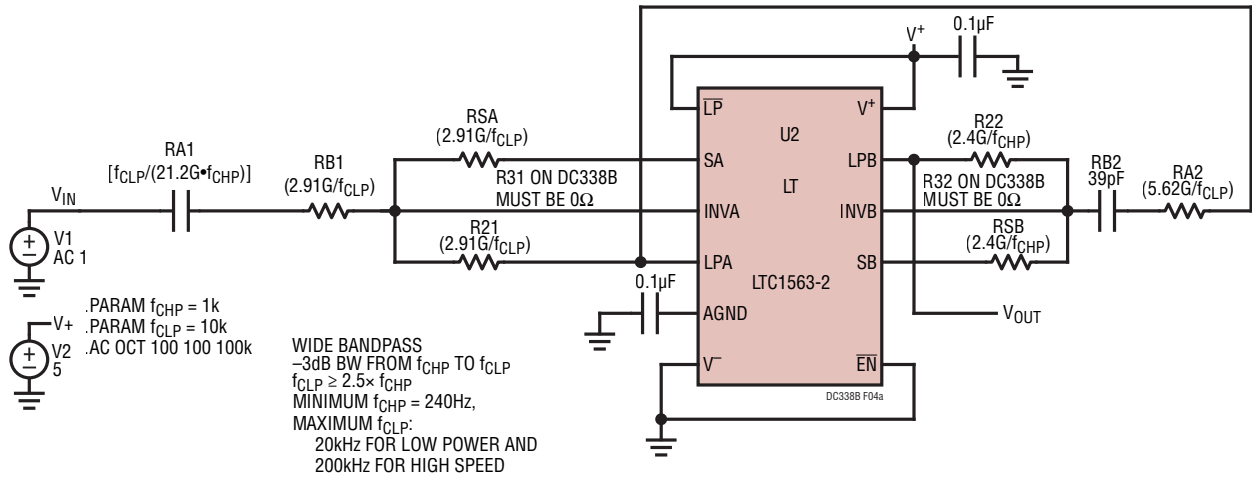 V+
0.1µF
RA1
[fCLP/(21.2G•fCHP)]
RB1
(2.91G/fCLP)
RSA
(2.91G/fCLP)
R31 ON DC338B
MUST BE 0Ω
R21
(2.91G/fCLP)
VIN
V1
AC 1
V+
V2
5
.PARAM fCHP = 1k
.PARAM fCLP = 10k
.AC OCT 100 100 100k
WIDE BANDPASS
–3dB BW FROM fCHP TO fCLP
fCLP ≥ 2.5× fCHP
MINIMUM fCHP = 240Hz,
MAXIMUM fCLP:
20kHz FOR LOW POWER AND
200kHz FOR HIGH SPEED
0.1µF
LP
SA
INVA
LPA
AGND
V–
U2
LT
LTC1563-2
V+
LPB
INVB
SB
EN
DC338B F04a
R22
(2.4G/fCHP)
R32 ON DC338B
MUST BE 0Ω
RSB
(2.4G/fCHP)
RB2
39pF
RA2
(5.62G/fCLP)
VOUT